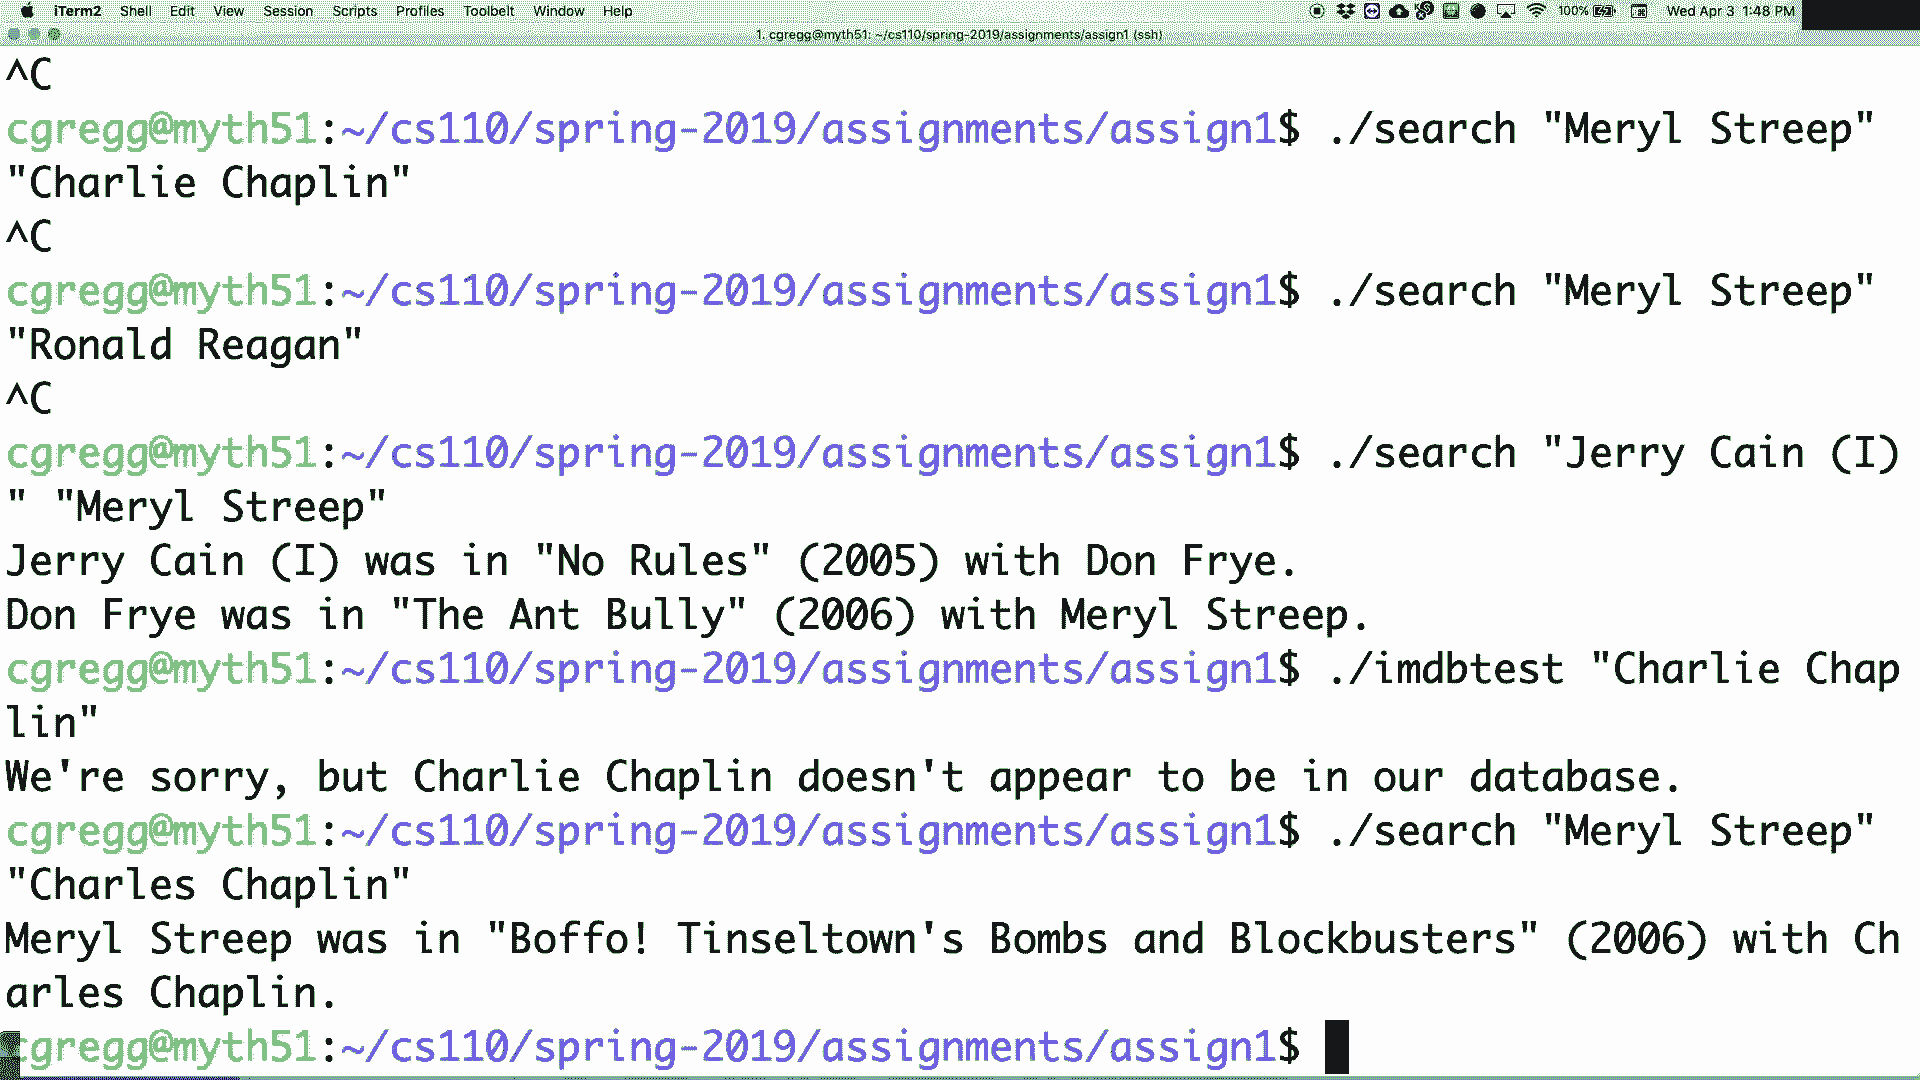 iTerm2 Shell Edit View Session Scripts Profiles Toolbelt Window Help 100% Wed Apr 3 1:48 PM
1. cgregg@myth51: ~/cs110/spring-2019/assignments/assign1 (ssh)
^C
cgregg@myth51:~/cs110/spring-2019/assignments/assign1$ ./search "Meryl Streep"
"Charlie Chaplin"
^C
cgregg@myth51:~/cs110/spring-2019/assignments/assign1$ ./search "Meryl Streep"
"Ronald Reagan"
^C
cgregg@myth51:~/cs110/spring-2019/assignments/assign1$ ./search "Jerry Cain (I)
" "Meryl Streep"
Jerry Cain (I) was in "No Rules" (2005) with Don Frye.
Don Frye was in "The Ant Bully" (2006) with Meryl Streep.
cgregg@myth51:~/cs110/spring-2019/assignments/assign1$ ./imdbtest "Charlie Chap
lin"
We're sorry, but Charlie Chaplin doesn't appear to be in our database.
cgregg@myth51:~/cs110/spring-2019/assignments/assign1$ ./search "Meryl Streep"
"Charles Chaplin"
Meryl Streep was in "Boffo! Tinseltown's Bombs and Blockbusters" (2006) with Ch
arles Chaplin.
cgregg@myth51:~/cs110/spring-2019/assignments/assign1$